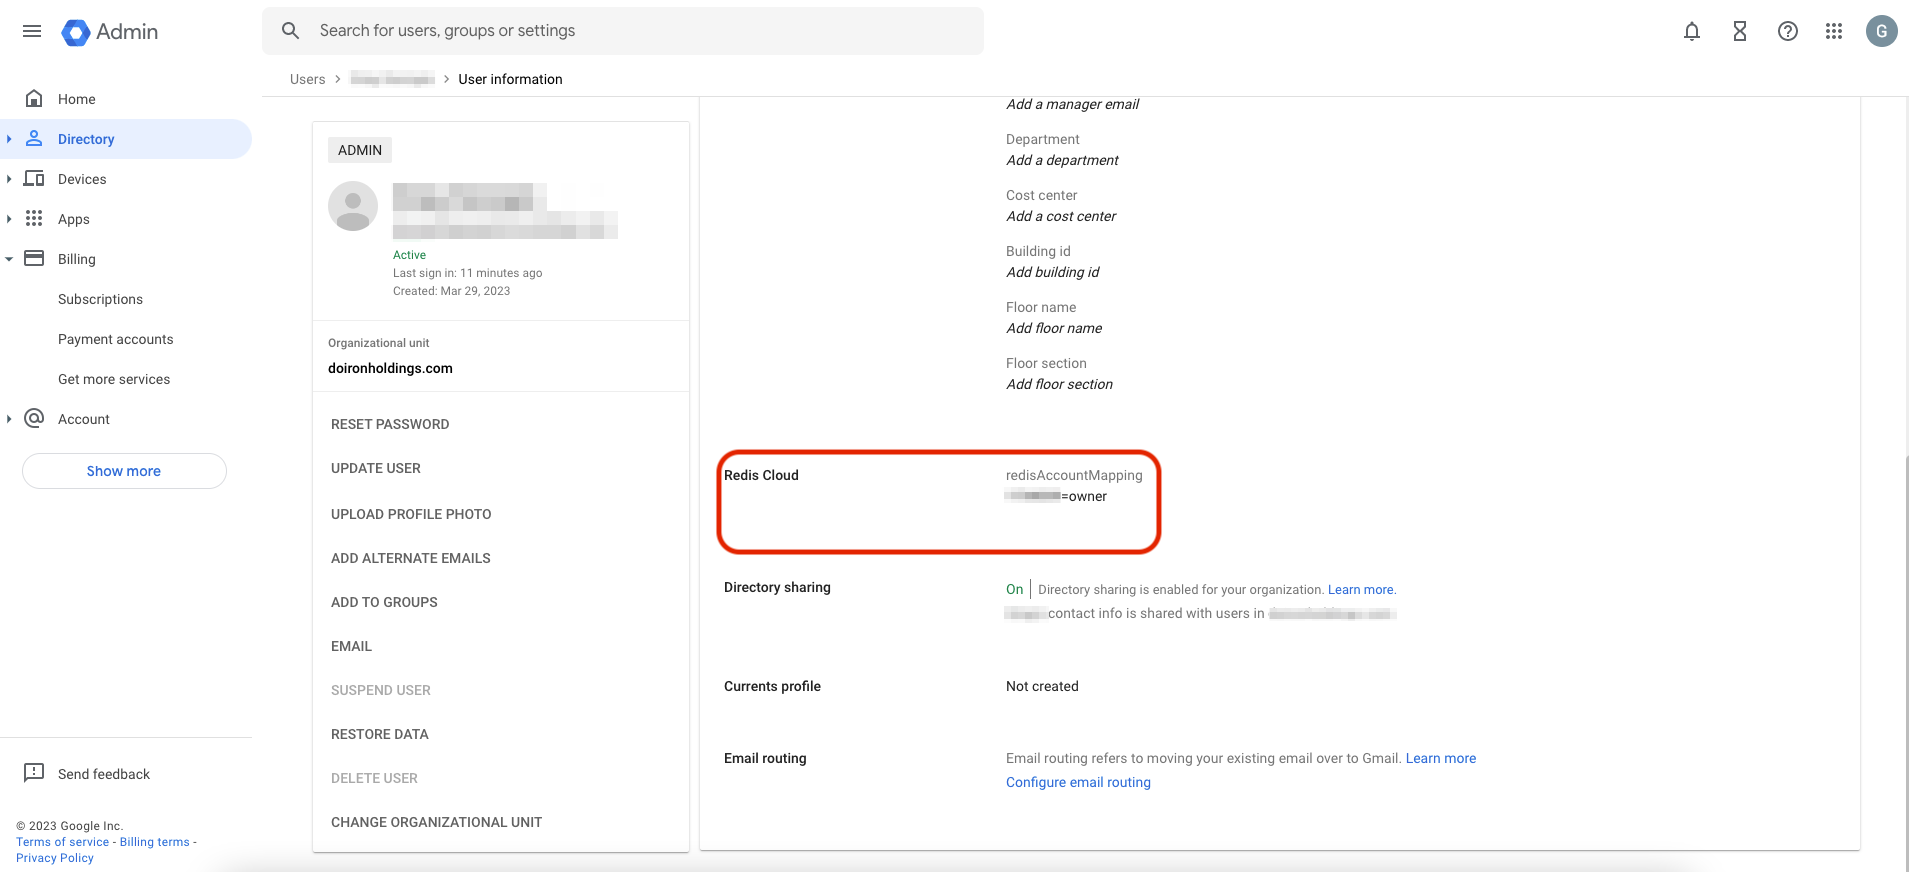 Admin
Search for users, groups or settings
G
Users > > User information
Home
Directory
Devices
Apps
Billing
Subscriptions
Payment accounts
Get more services
Account
Show more
Send feedback
© 2023 Google Inc.
Terms of service - Billing terms -
Privacy Policy
ADMIN
Active
Last sign in: 11 minutes ago
Created: Mar 29, 2023
Organizational unit
doironholdings.com
RESET PASSWORD
UPDATE USER
UPLOAD PROFILE PHOTO
ADD ALTERNATE EMAILS
ADD TO GROUPS
EMAIL
SUSPEND USER
RESTORE DATA
DELETE USER
CHANGE ORGANIZATIONAL UNIT
Add a manager email
Department
Add a department
Cost center
Add a cost center
Building id
Add building id
Floor name
Add floor name
Floor section
Add floor section
Redis Cloud
redisAccountMapping
=owner
Directory sharing
On | Directory sharing is enabled for your organization. Learn more.
contact info is shared with users in
Currents profile
Not created
Email routing
Email routing refers to moving your existing email over to Gmail. Learn more
Configure email routing